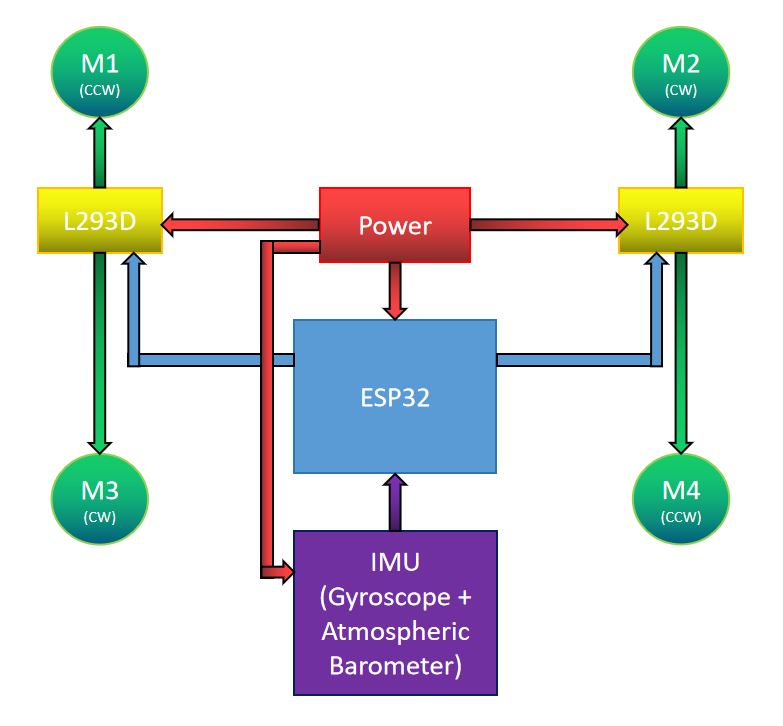 M1
(CCW)
M2
(CW)
L293D
Power
L293D
ESP32
M3
(CW)
M4
(CCW)
IMU
(Gyroscope +
Atmospheric
Barometer)